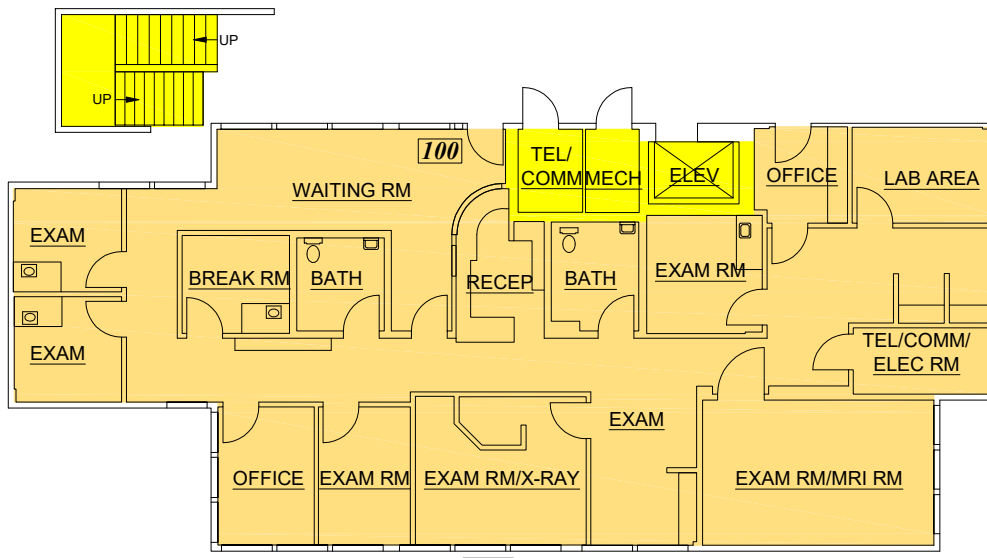 UP
UP
100
TEL/
COMM
MECH
ELEV
OFFICE
LAB AREA
WAITING RM
EXAM
BREAK RM
BATH
RECEP
BATH
EXAM RM
EXAM
TEL/COMM/
ELEC RM
EXAM
OFFICE
EXAM RM
EXAM RM/X-RAY
EXAM RM/MRI RM